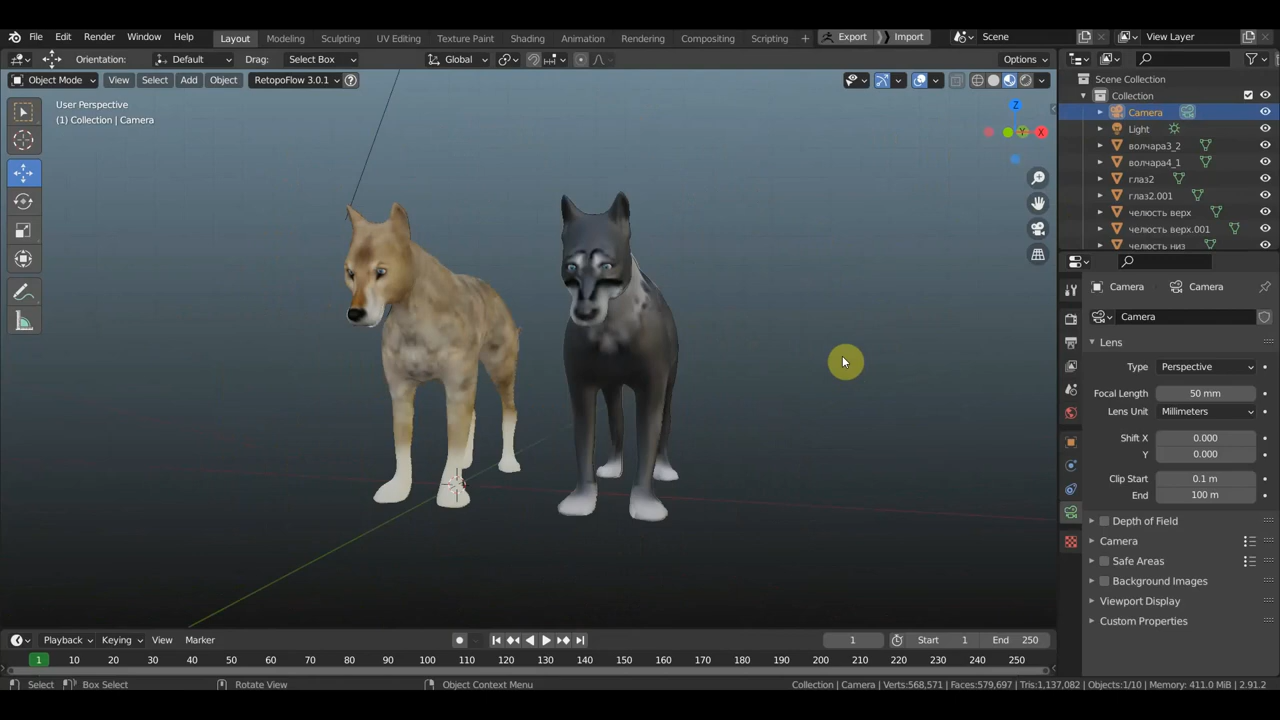 File Edit Render Window Help Layout Modeling Sculpting UV Editing Texture Paint Shading Animation Rendering Compositing Scripting + Export Import Scene View Layer
Orientation: Default Drag: Select Box Global Options
Object Mode View Select Add Object RetopoFlow 3.0.1
User Perspective
(1) Collection | Camera
Z
Y
X
Scene Collection
Collection
Camera
Light
волчара3_2
волчара4_1
глаз2
глаз2.001
челюсть верх
челюсть верх.001
челюсть низ
Camera Camera
Camera
Lens
Type Perspective
Focal Length 50 mm
Lens Unit Millimeters
Shift X 0.000
Y 0.000
Clip Start 0.1 m
End 100 m
Depth of Field
Camera
Safe Areas
Background Images
Viewport Display
Custom Properties
Playback Keying View Marker 1 Start 1 End 250
1 10 20 30 40 50 60 70 80 90 100 110 120 130 140 150 160 170 180 190 200 210 220 230 240 250
Select Box Select Rotate View Object Context Menu Collection | Camera | Verts:568,571 | Faces:579,697 | Tris:1,137,082 | Objects:1/10 | Memory: 411.0 MiB | 2.91.2